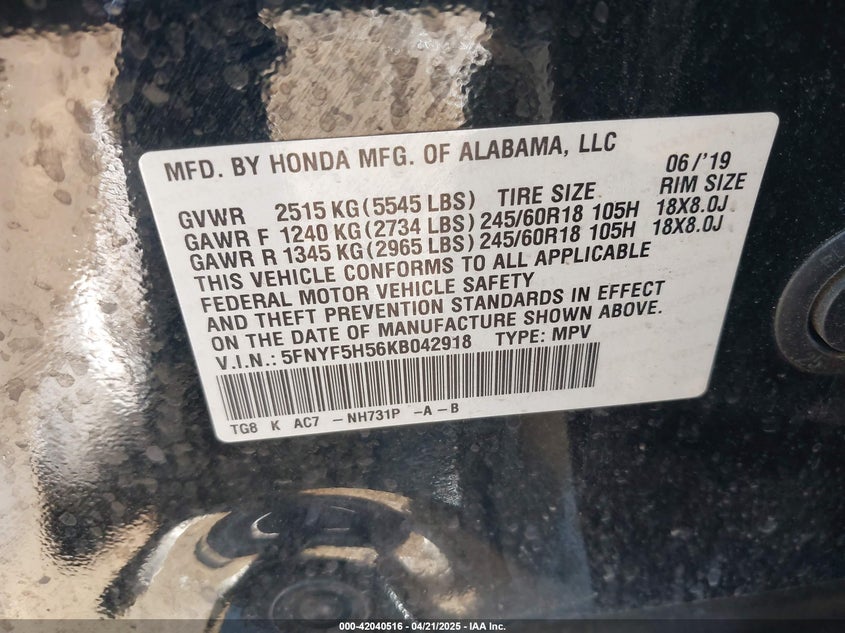 MFD. BY HONDA MFG. OF ALABAMA, LLC 06/'19
GVWR 2515 KG(5545 LBS) TIRE SIZE RIM SIZE
GAWR F 1240 KG(2734 LBS) 245/60R18 105H 18X8.0J
GAWR R 1345 KG(2965 LBS) 245/60R18 105H 18X8.0J
THIS VEHICLE CONFORMS TO ALL APPLICABLE
FEDERAL MOTOR VEHICLE SAFETY
AND THEFT PREVENTION STANDARDS IN EFFECT
ON THE DATE OF MANUFACTURE SHOWN ABOVE.
V.I.N.: 5FNYF5H56KB042918 TYPE: MPV
TG8 K AC7 -NH731P -A-B
000-42040516 - 04/21/2025 - IAA Inc.